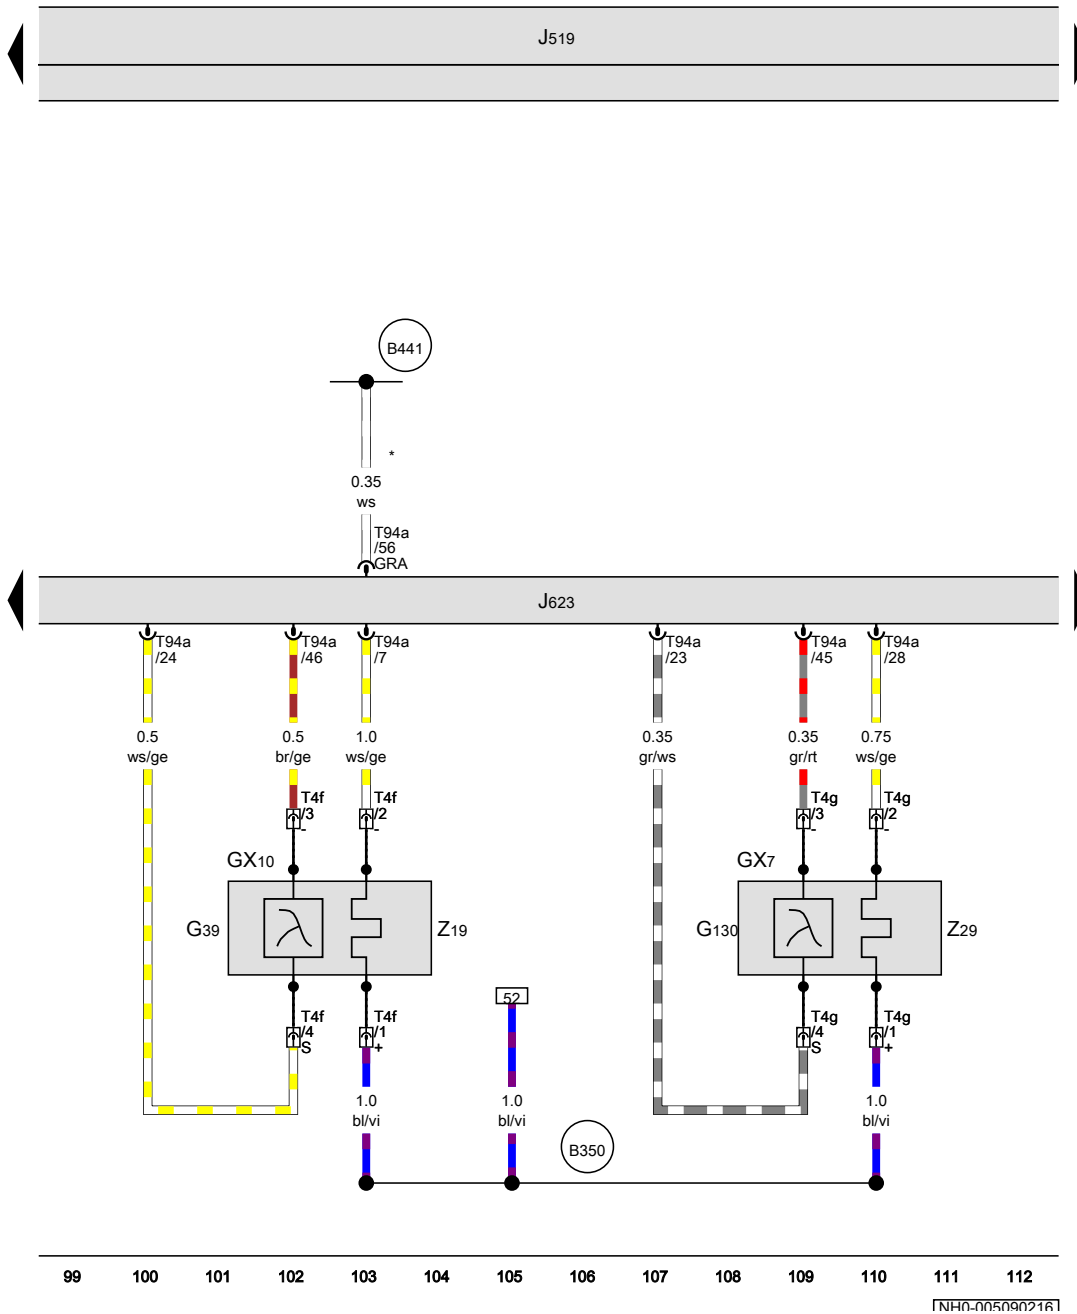 J519
B441
*
0.35
ws
T94a
/56
GRA
J623
T94a
/24
T94a
/46
T94a
/7
T94a
/23
T94a
/45
T94a
/28
0.5
ws/ge
0.5
br/ge
1.0
ws/ge
0.35
gr/ws
0.35
gr/rt
0.75
ws/ge
T4f
/3
-
T4f
/2
-
T4g
/3
-
T4g
/2
-
GX10
GX7
G39
Z19
G130
Z29
52
T4f
/4
S
T4f
/1
+
T4g
/4
S
T4g
/1
+
1.0
bl/vi
1.0
bl/vi
1.0
bl/vi
B350
99 100 101 102 103 104 105 106 107 108 109 110 111 112
NH0-005090216